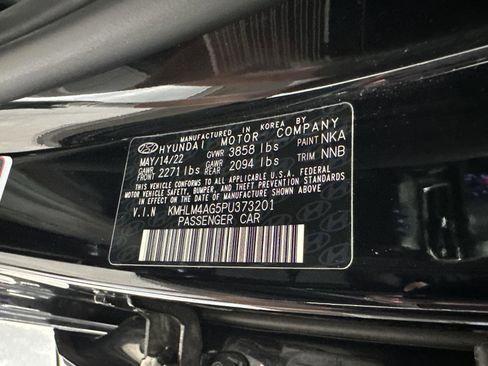 MANUFACTURED IN KOREA BY
HYUNDAI MOTOR COMPANY
MAY/14/22 GVWR 3858 lbs PAINT NKA
GAWR FRONT 2271 lbs GAWR REAR 2094 lbs TRIM NNB
THIS VEHICLE CONFORMS TO ALL APPLICABLE U.S.A. FEDERAL
MOTOR VEHICLE SAFETY, BUMPER, AND THEFT PREVENTION
STANDARDS IN EFFECT ON THE DATE OF MANUFACTURE SHOWN ABOVE.
V.I.N KMHLM4AG5PU373201
PASSENGER CAR